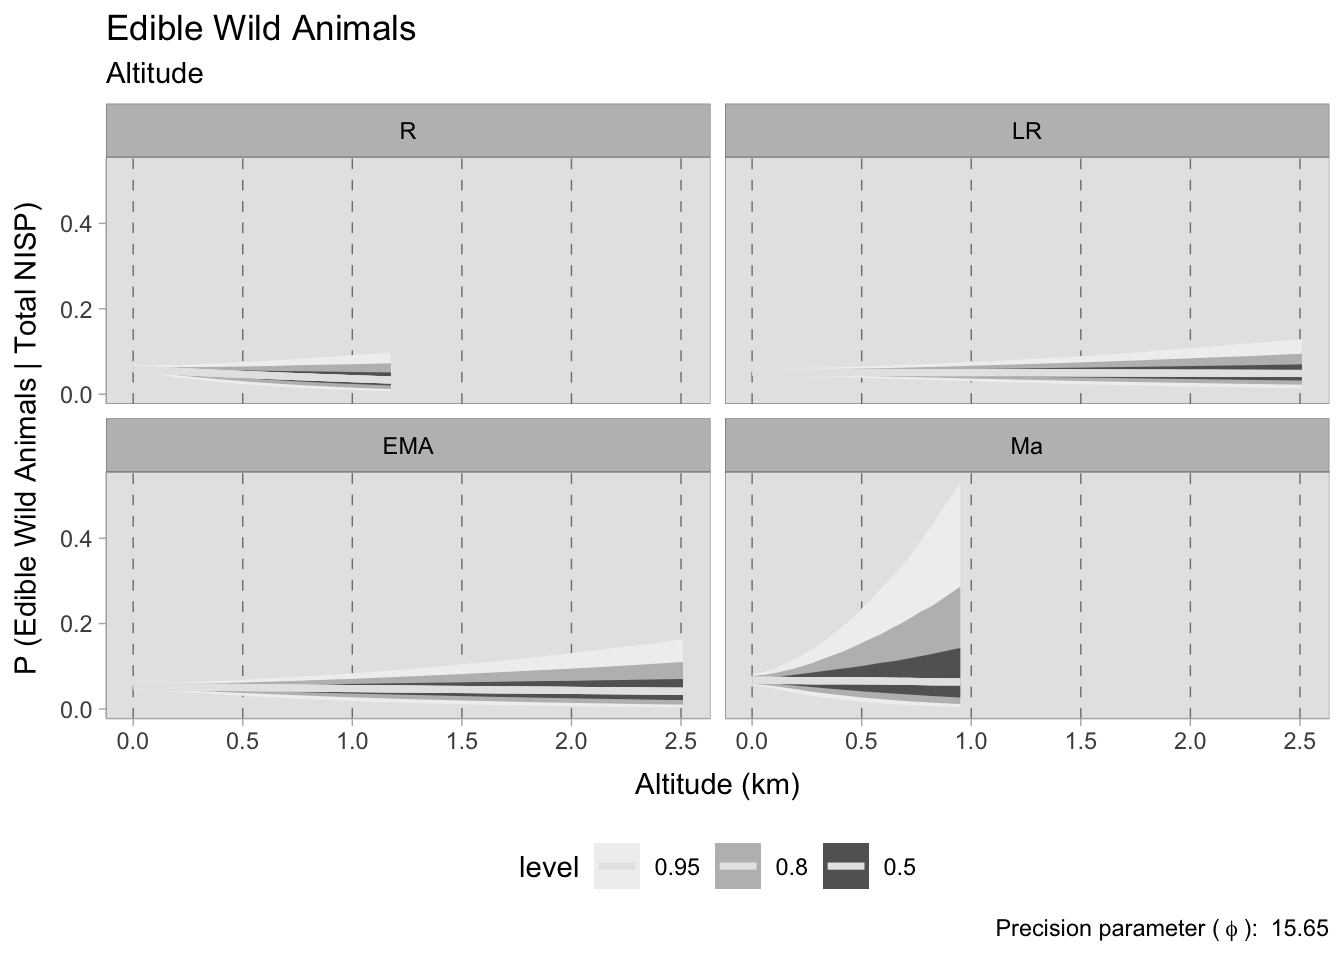 Edible Wild Animals
Altitude
R
LR
P (Edible Wild Animals | Total NISP)
0.4
0.2
0.0
EMA
Ma
0.4
0.2
0.0
0.0 0.5 1.0 1.5 2.0 2.5
0.0 0.5 1.0 1.5 2.0 2.5
Altitude (km)
level 0.95 0.8 0.5
Precision parameter ( ϕ ): 15.65